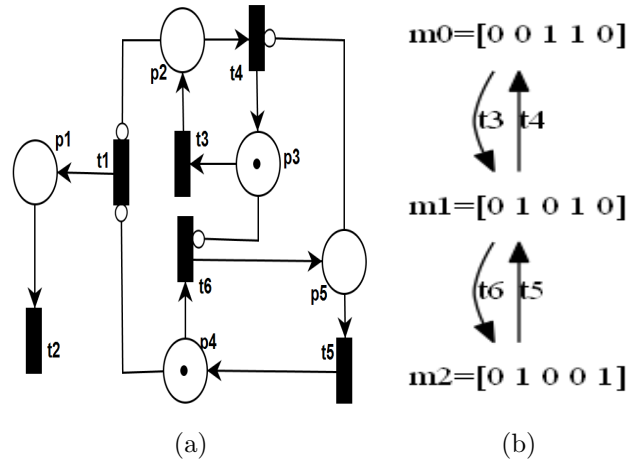 p2
t4
p1
t1
t3
p3
t6
p5
t2
p4
t5
(a)
m0=[0 0 1 1 0]
t3 t4
m1=[0 1 0 1 0]
t6 t5
m2=[0 1 0 0 1]
(b)